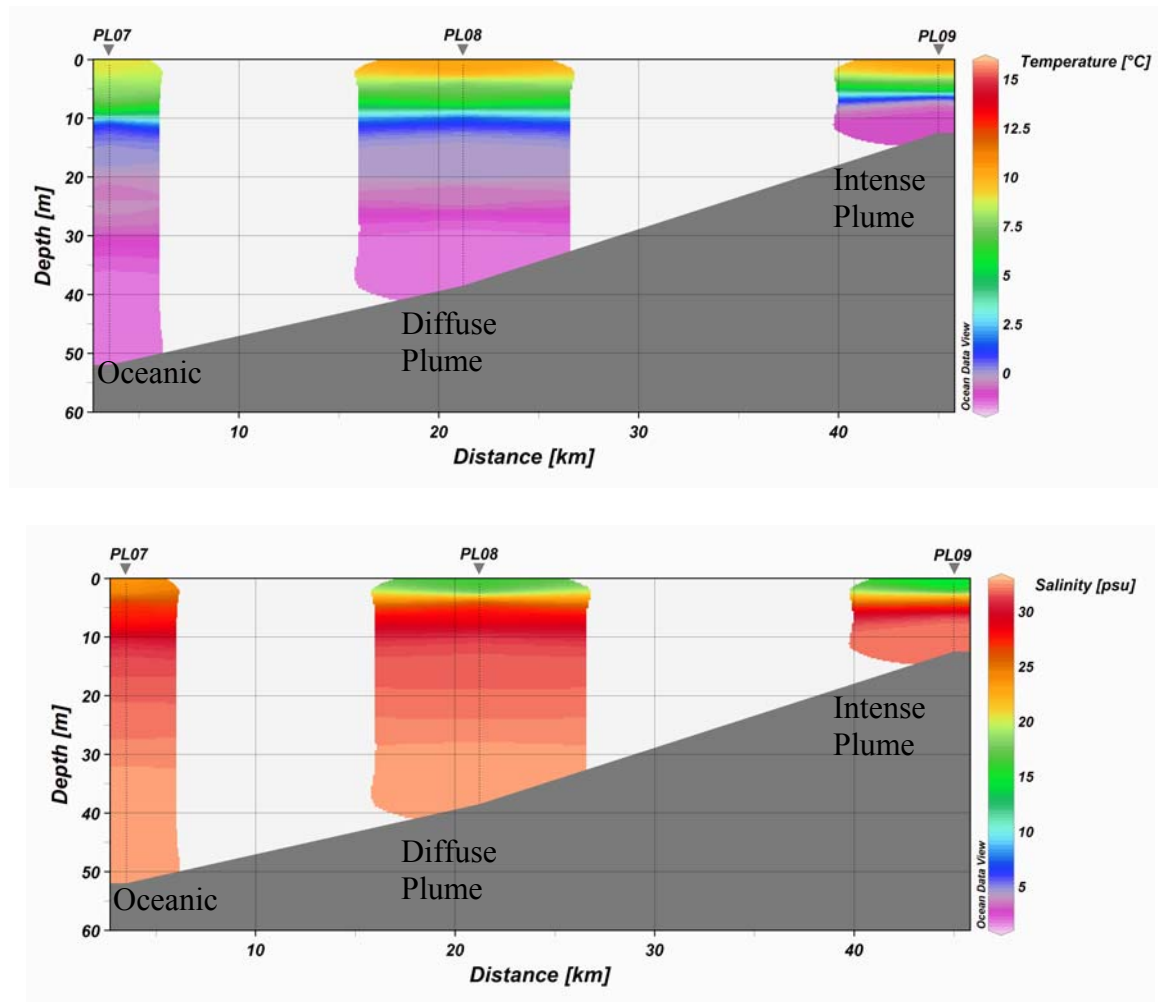 PL07 PL08 PL09
Temperature [°C]
0
10
20
30
40
50
60
Depth [m]
15
12.5
10
7.5
5
2.5
0
Ocean Data View
Intense
Plume
Diffuse
Plume
Oceanic
10 20 30 40
Distance [km]
PL07 PL08 PL09
Salinity [psu]
0
10
20
30
40
50
60
Depth [m]
30
25
20
15
10
5
Ocean Data View
Intense
Plume
Diffuse
Plume
Oceanic
10 20 30 40
Distance [km]